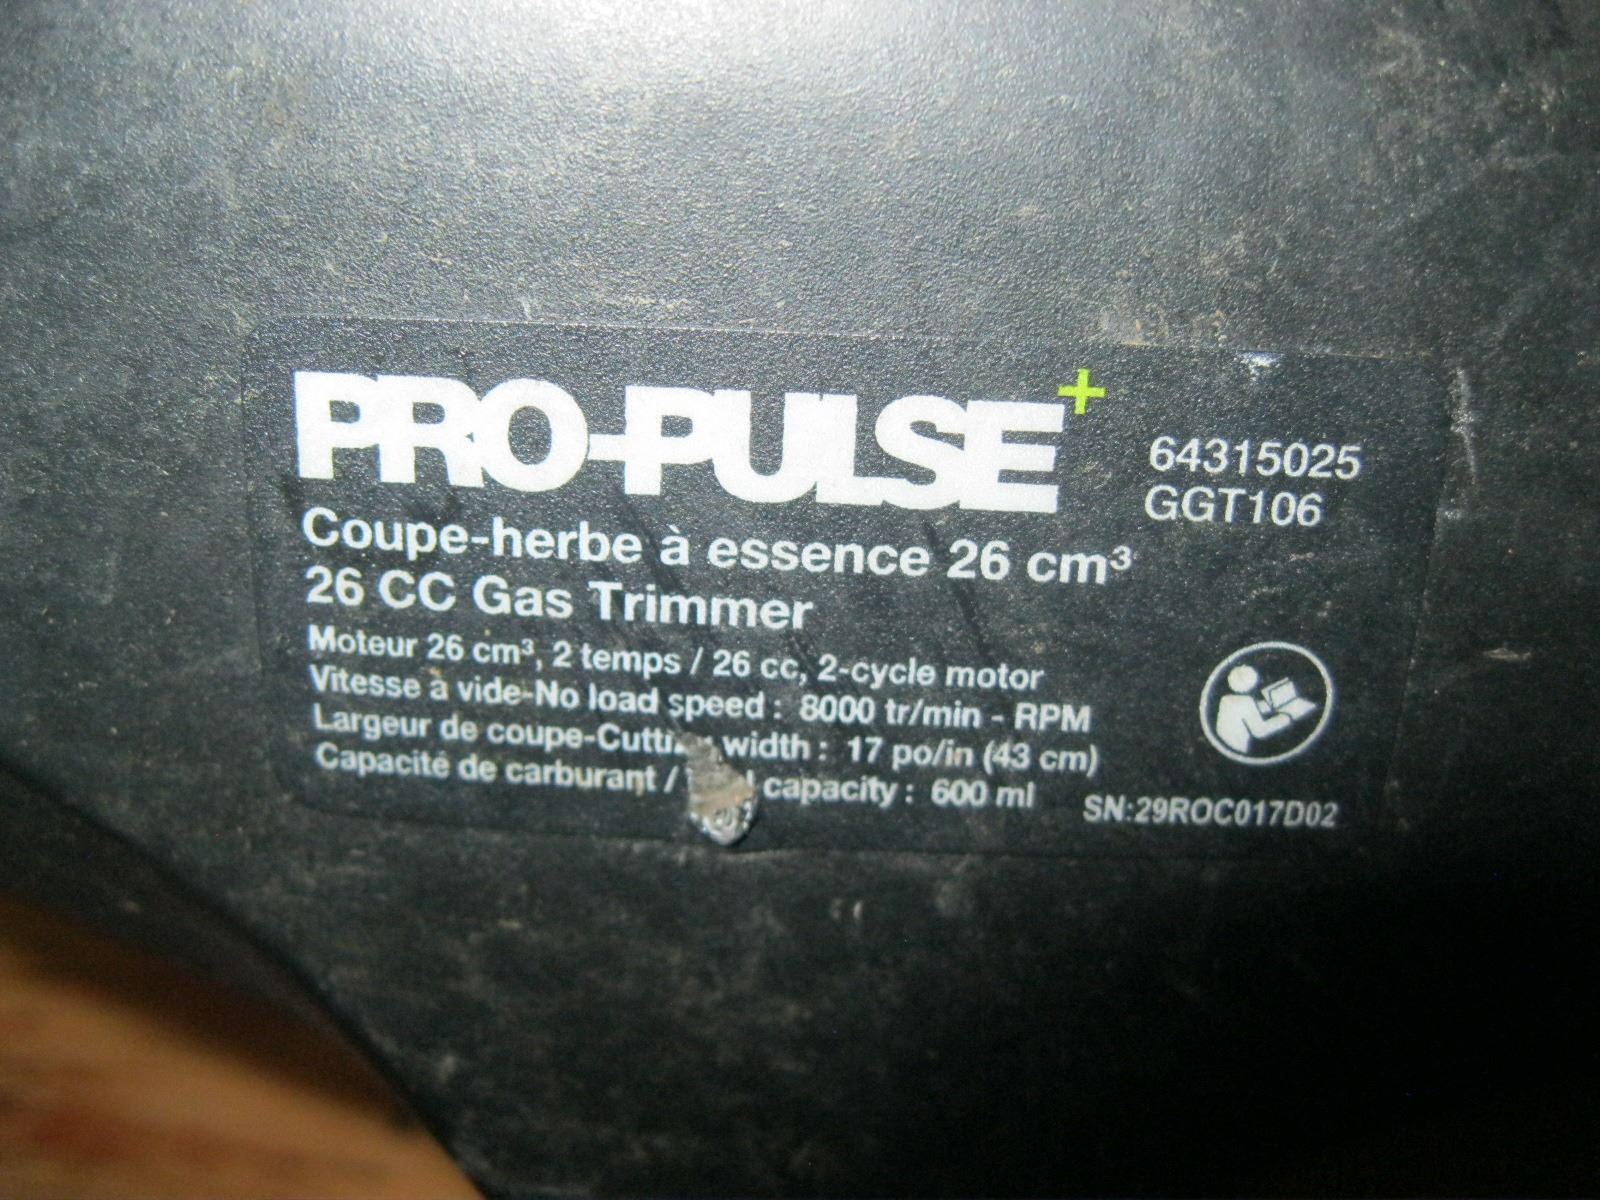 PRO-PULSE+
64315025
GGT106
Coupe-herbe à essence 26 cm³
26 CC Gas Trimmer
Moteur 26 cm³, 2 temps / 26 cc, 2-cycle motor
Vitesse à vide-No load speed : 8000 tr/min - RPM
Largeur de coupe- width : 17 po/in (43 cm)
Capacité de carburant / capacity : 600 ml
SN:29ROC017D02